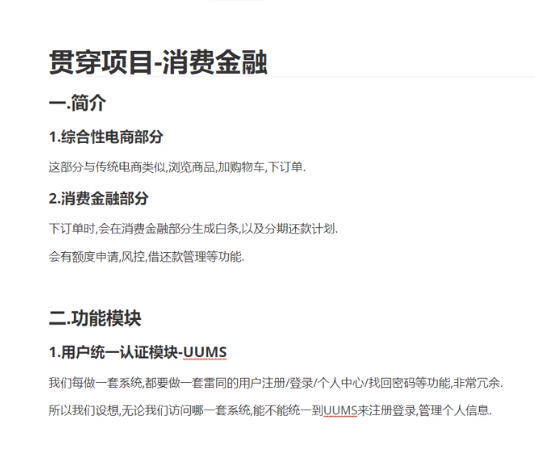 贯穿项目-消费金融
一.简介
1.综合性电商部分
这部分与传统电商类似,浏览商品,加购物车,下订单.
2.消费金融部分
下订单时,会在消费金融部分生成白条,以及分期还款计划.
会有额度申请,风控,借还款管理等功能.
二.功能模块
1.用户统一认证模块-UUMS
我们每做一套系统,都要做一套雷同的用户注册/登录/个人中心/找回密码等功能,非常冗余.
所以我们设想,无论我们访问哪一套系统,能不能统一到UUMS来注册登录,管理个人信息.